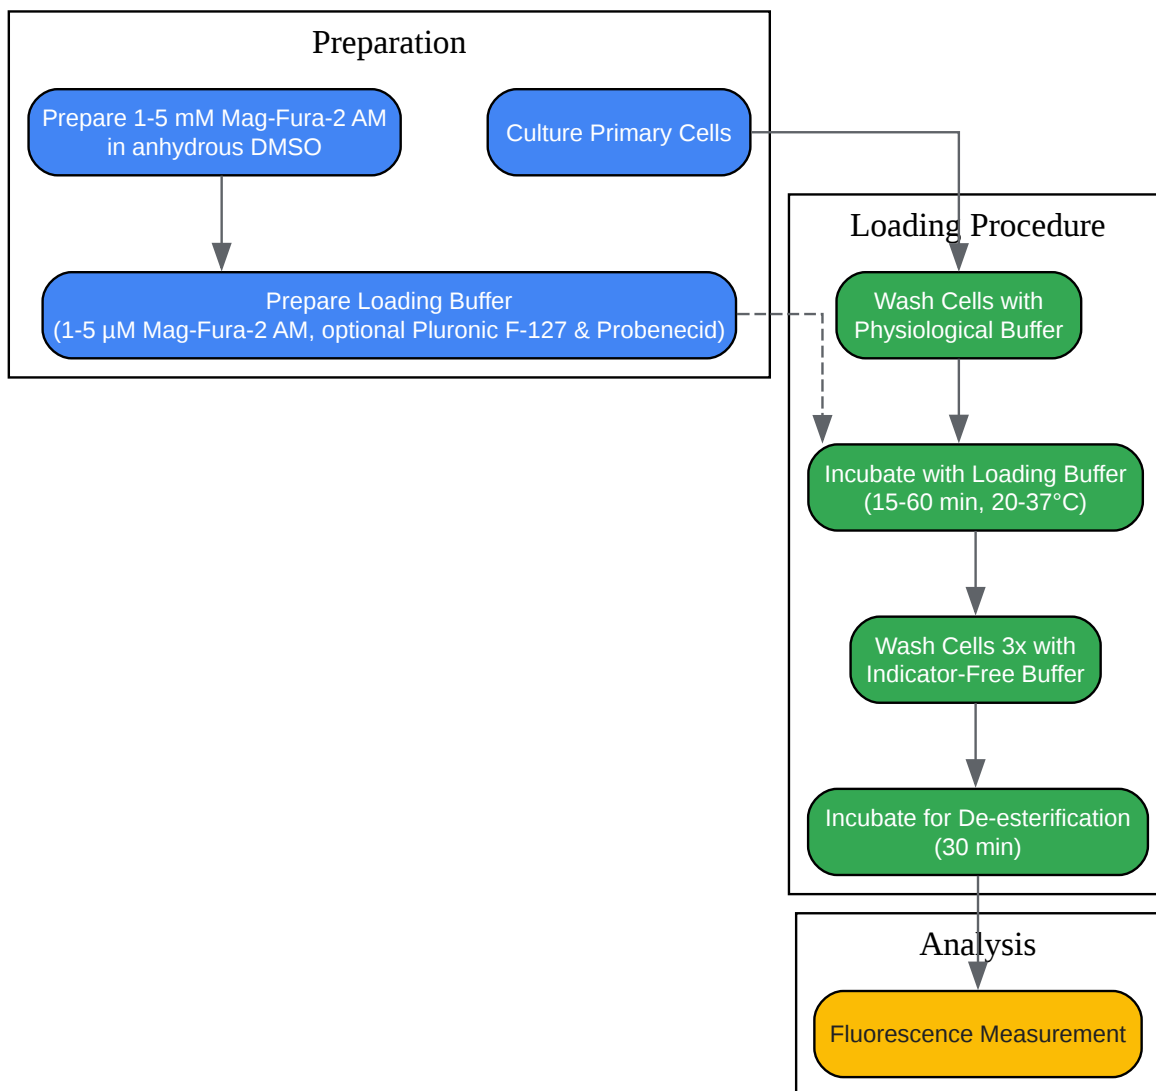 Preparation
Prepare 1-5 mM Mag-Fura-2 AM
in anhydrous DMSO
Culture Primary Cells
Prepare Loading Buffer
(1-5 µM Mag-Fura-2 AM, optional Pluronic F-127 & Probenecid)
Loading Procedure
Wash Cells with
Physiological Buffer
Incubate with Loading Buffer
(15-60 min, 20-37°C)
Wash Cells 3x with
Indicator-Free Buffer
Incubate for De-esterification
(30 min)
Analysis
Fluorescence Measurement